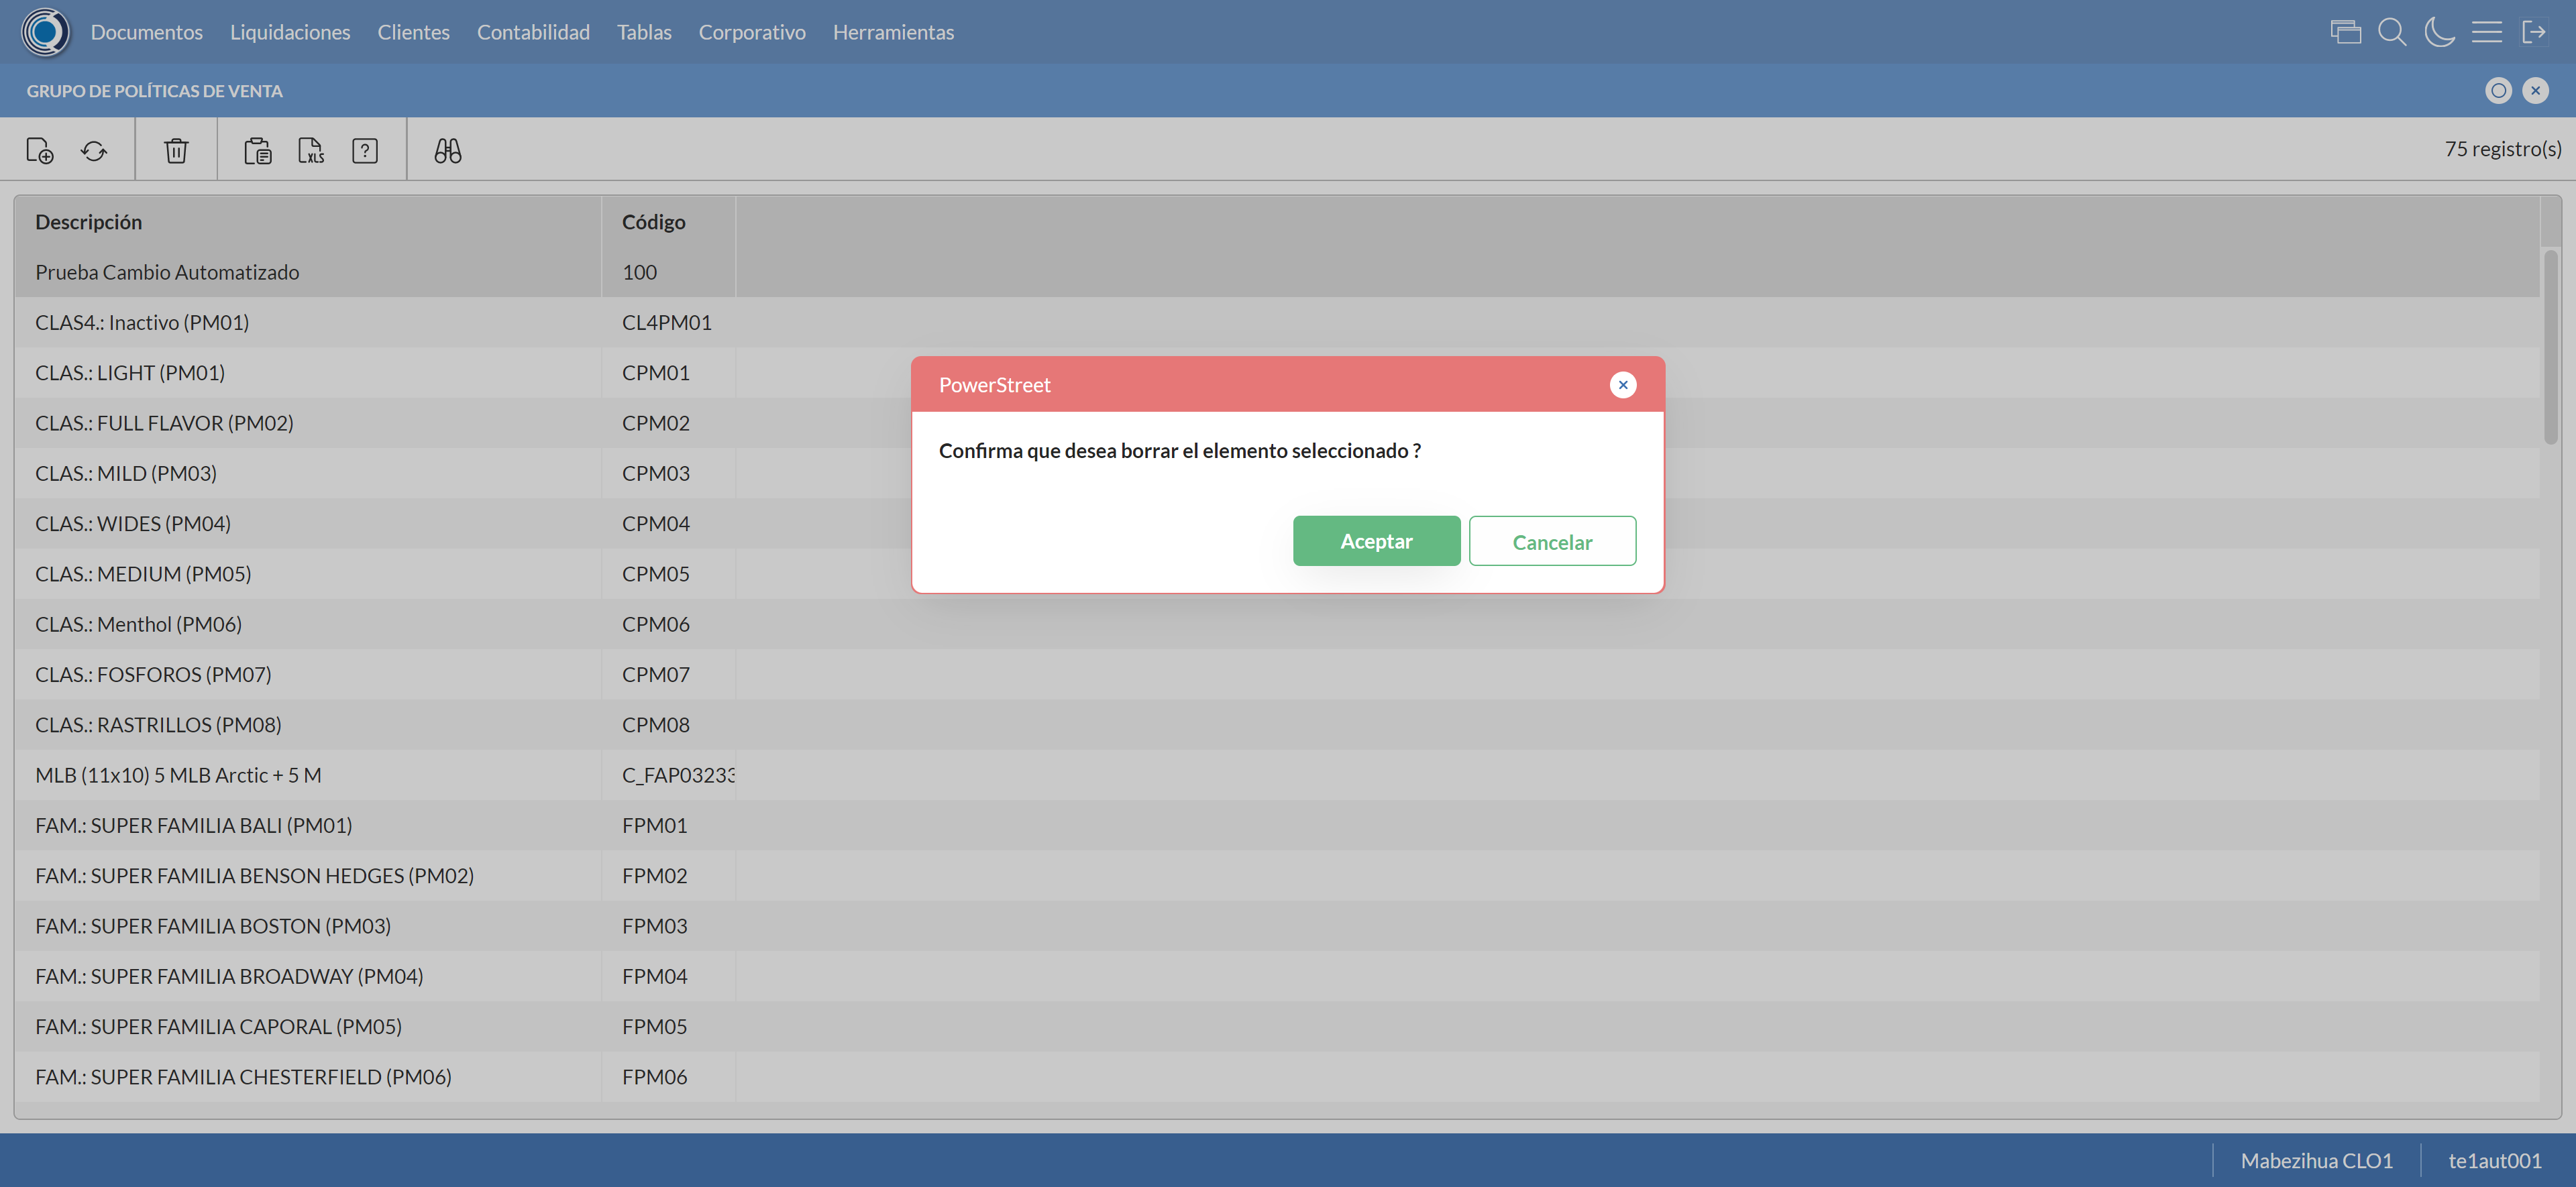 Documentos Liquidaciones Clientes Contabilidad Tablas Corporativo Herramientas
GRUPO DE POLÍTICAS DE VENTA
XLS ? 75 registro(s)
Descripción Código
Prueba Cambio Automatizado 100
CLAS4.: Inactivo (PM01) CL4PM01
CLAS.: LIGHT (PM01) CPM01
CLAS.: FULL FLAVOR (PM02) CPM02
CLAS.: MILD (PM03) CPM03
CLAS.: WIDES (PM04) CPM04
CLAS.: MEDIUM (PM05) CPM05
CLAS.: Menthol (PM06) CPM06
CLAS.: FOSFOROS (PM07) CPM07
CLAS.: RASTRILLOS (PM08) CPM08
MLB (11x10) 5 MLB Arctic + 5 M C_FAP03233
FAM.: SUPER FAMILIA BALI (PM01) FPM01
FAM.: SUPER FAMILIA BENSON HEDGES (PM02) FPM02
FAM.: SUPER FAMILIA BOSTON (PM03) FPM03
FAM.: SUPER FAMILIA BROADWAY (PM04) FPM04
FAM.: SUPER FAMILIA CAPORAL (PM05) FPM05
FAM.: SUPER FAMILIA CHESTERFIELD (PM06) FPM06
PowerStreet
Confirma que desea borrar el elemento seleccionado ?
Aceptar Cancelar
Mabezihua CLO1 te1aut001